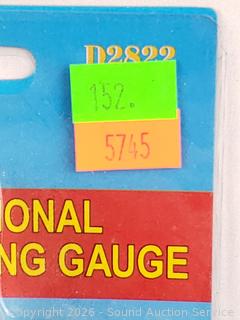 D2822
152.
5745
IONAL
NG GAUGE
Copyright 2026 - Sound Auction Service